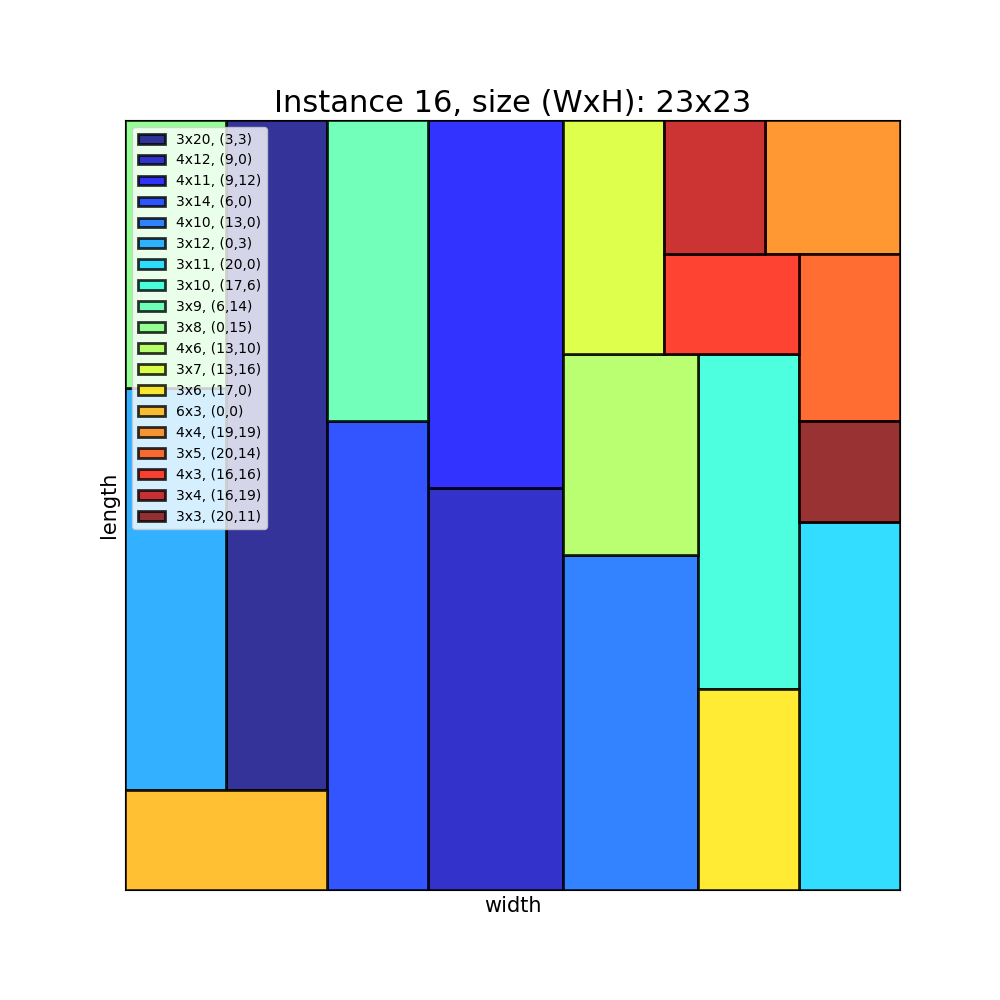 Instance 16, size (WxH): 23x23
3x20, (3,3)
4x12, (9,0)
4x11, (9,12)
3x14, (6,0)
4x10, (13,0)
3x12, (0,3)
3x11, (20,0)
3x10, (17,6)
3x9, (6,14)
3x8, (0,15)
4x6, (13,10)
3x7, (13,16)
3x6, (17,0)
6x3, (0,0)
4x4, (19,19)
3x5, (20,14)
4x3, (16,16)
3x4, (16,19)
3x3, (20,11)
length
width